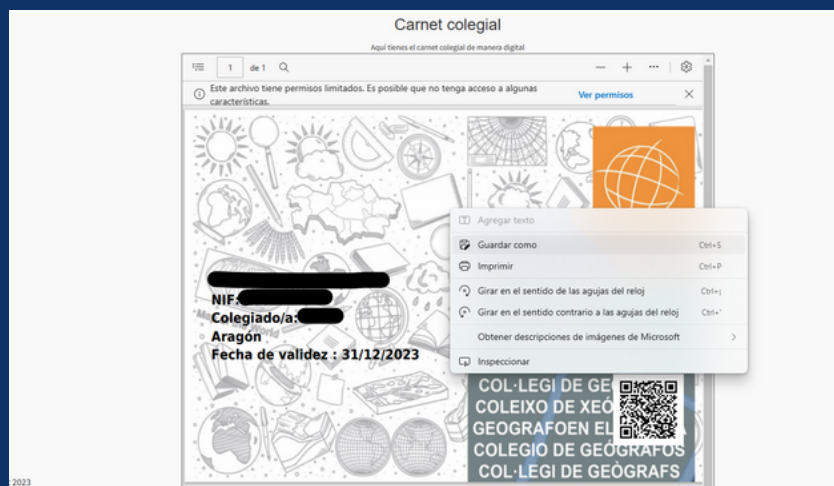 Carnet colegial
Aquí tienes el carnet colegial de manera digital
1 de 1
Este archivo tiene permisos limitados. Es posible que no tenga acceso a algunas
características.
Ver permisos
Agregar texto
Guardar como Ctrl+S
Imprimir Ctrl+P
Girar en el sentido de las agujas del reloj Ctrl+¡
Girar en el sentido contrario a las agujas del reloj Ctrl+'
Obtener descripciones de imágenes de Microsoft
Inspeccionar
NIF:
Colegiado/a:
Aragón
Fecha de validez : 31/12/2023
COL·LEGI DE
COLEIXO DE
GEOGRAFOEN
COLEGIO DE GEÓGRAFOS
COL·LEGI DE GEÒGRAFS
2023